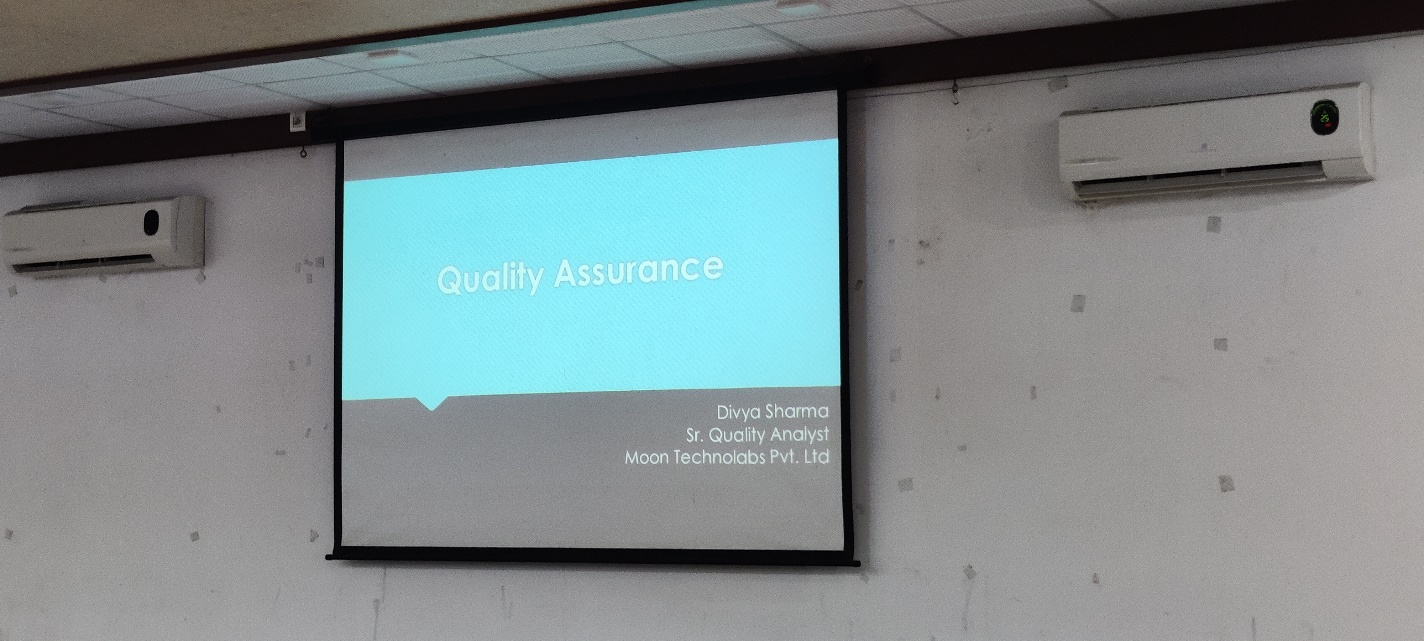 Quality Assurance
Divya Sharma
Sr. Quality Analyst
Moon Technolabs Pvt. Ltd